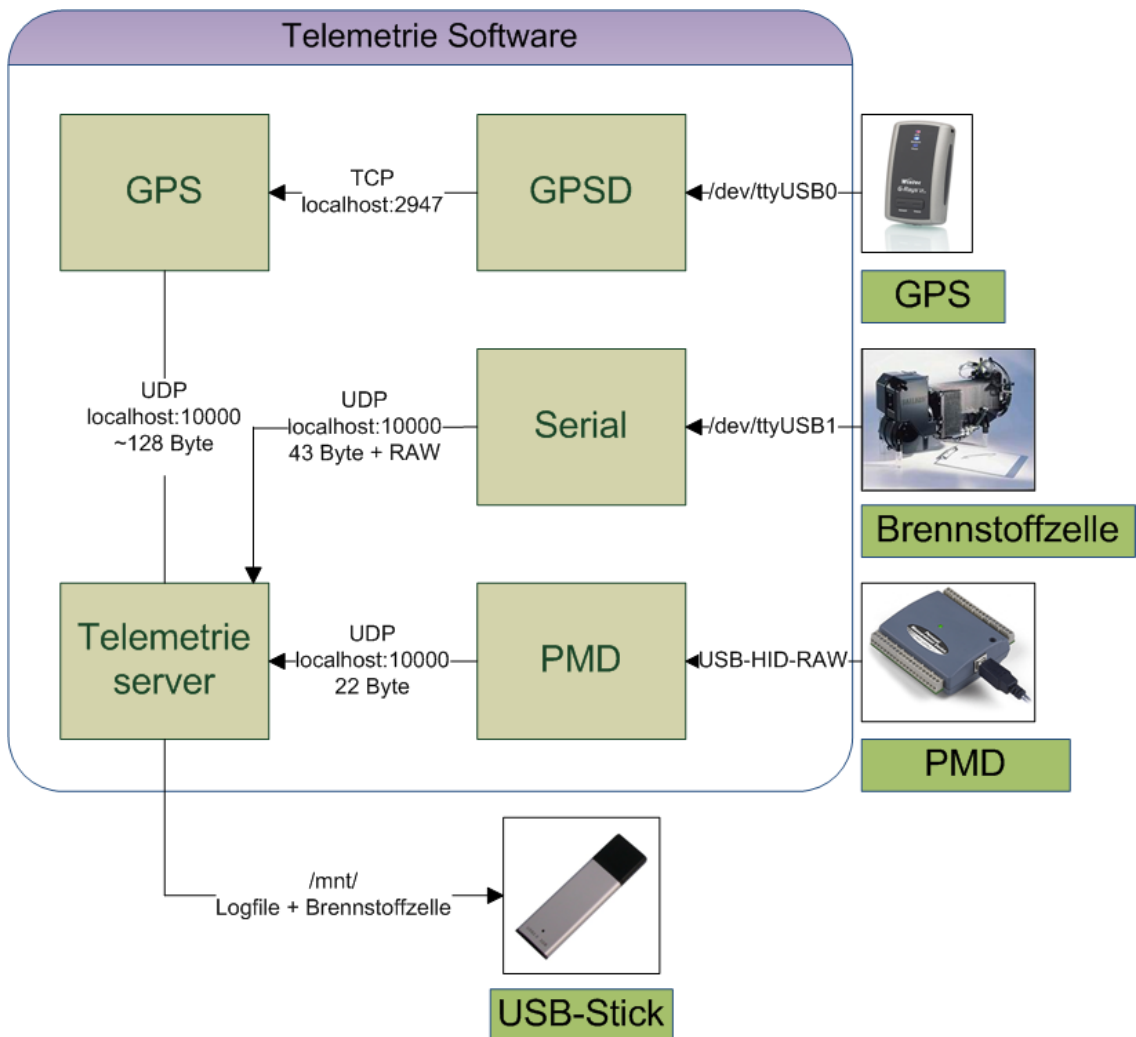 Telemetrie Software
GPS
TCP
localhost:2947
GPSD
/dev/ttyUSB0
GPS
UDP
localhost:10000
~128 Byte
UDP
localhost:10000
43 Byte + RAW
Serial
/dev/ttyUSB1
Brennstoffzelle
Telemetrie
server
UDP
localhost:10000
22 Byte
PMD
USB-HID-RAW
PMD
/mnt/
Logfile + Brennstoffzelle
USB-Stick